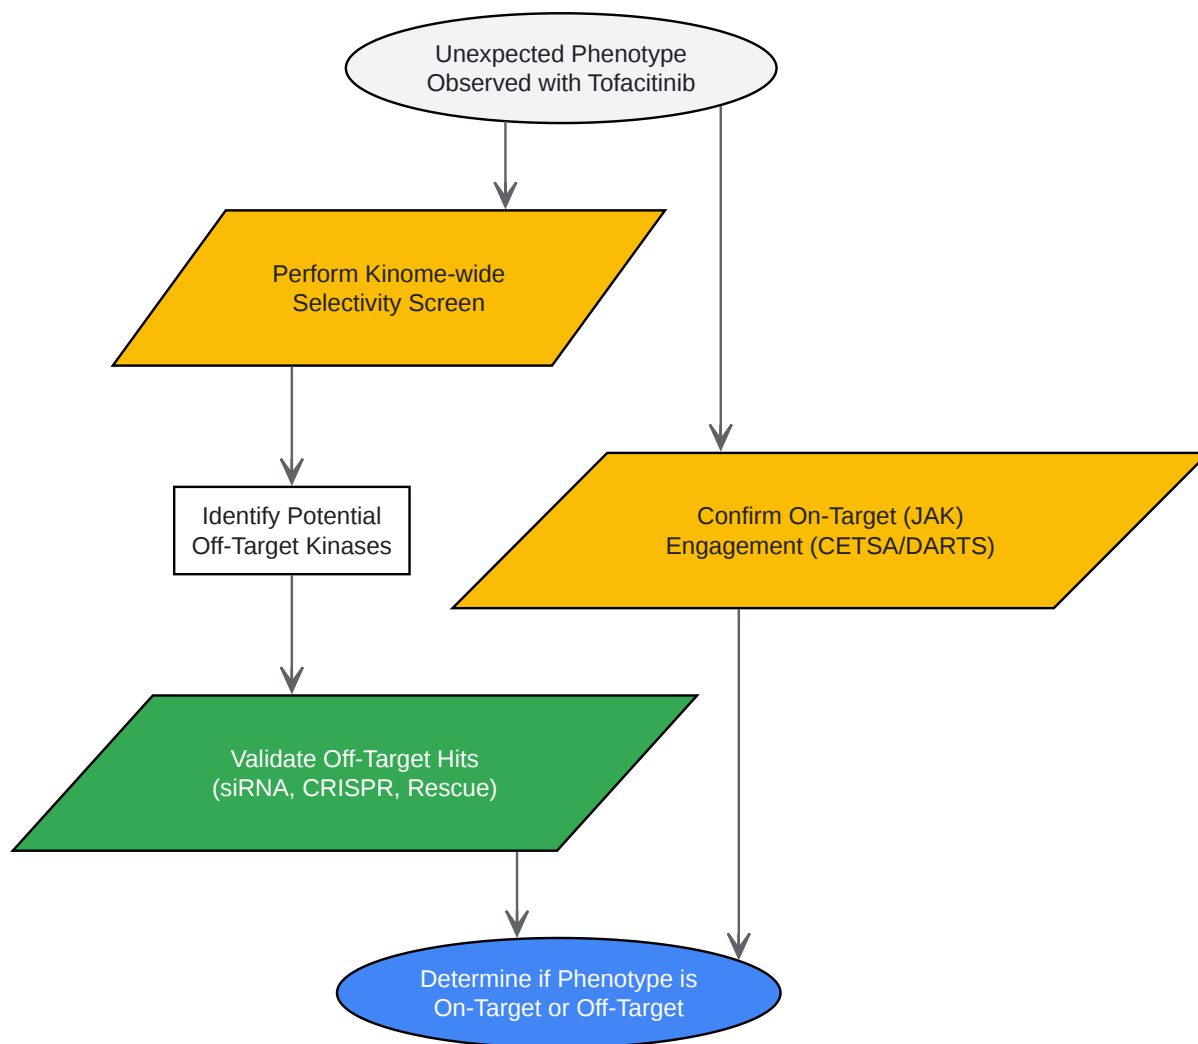 Unexpected Phenotype
Observed with Tofacitinib
Perform Kinome-wide
Selectivity Screen
Identify Potential
Off-Target Kinases
Confirm On-Target (JAK)
Engagement (CETSA/DARTS)
Validate Off-Target Hits
(siRNA, CRISPR, Rescue)
Determine if Phenotype is
On-Target or Off-Target